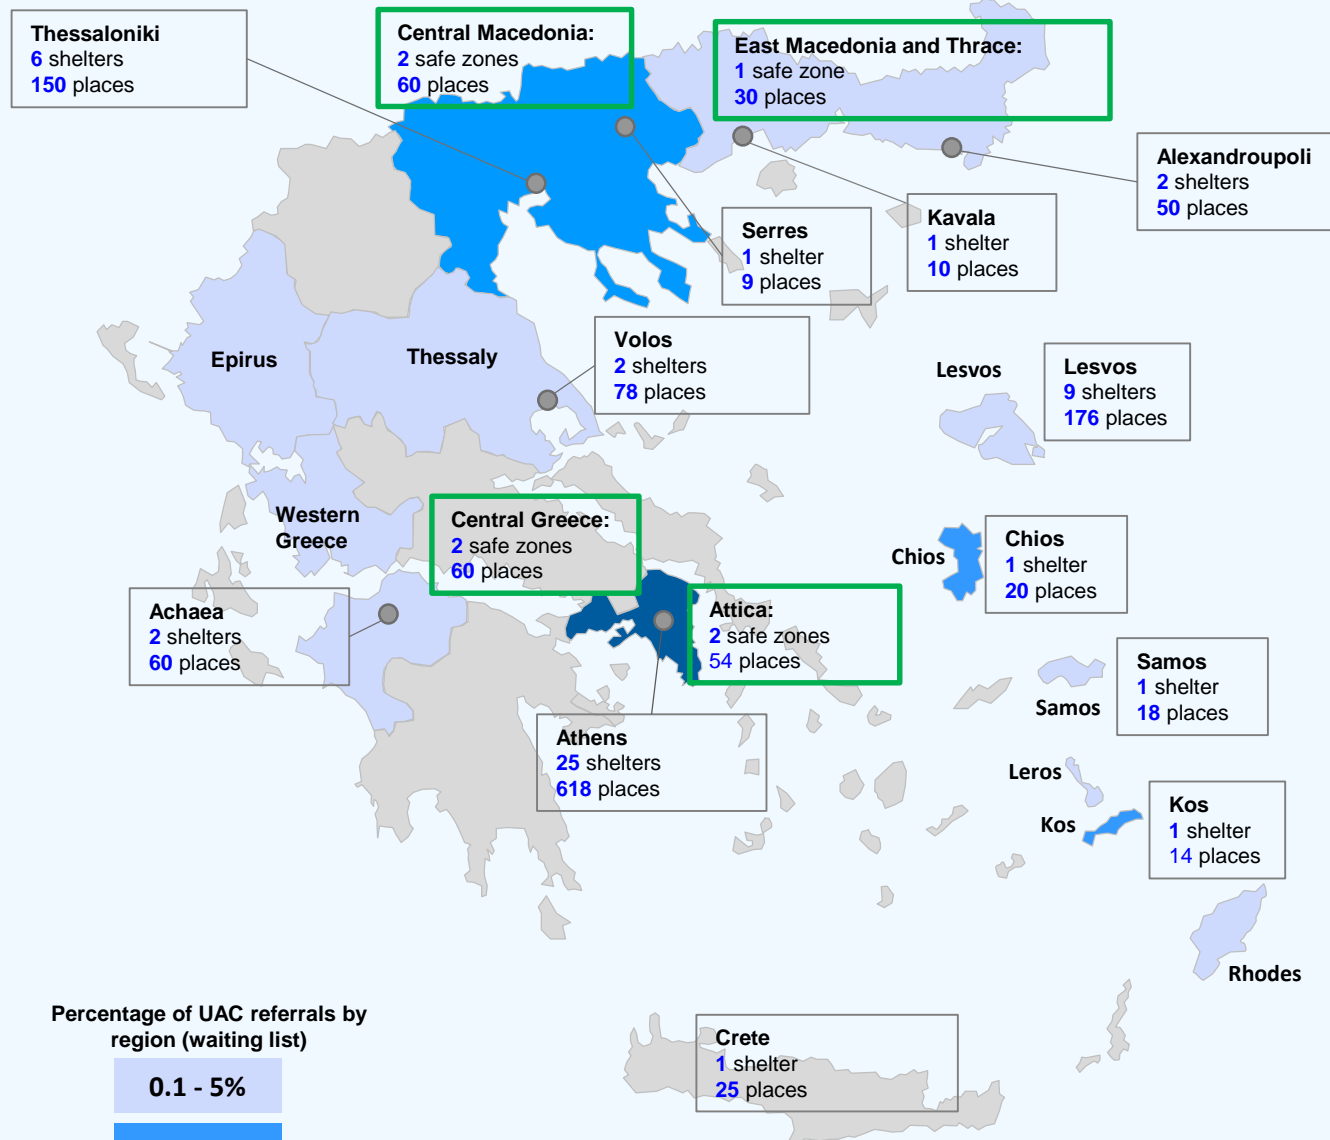 Thessaloniki
6 shelters
150 places
Central Macedonia:
2 safe zones
60 places
East Macedonia and Thrace:
1 safe zone
30 places
Alexandroupoli
2 shelters
50 places
Kavala
1 shelter
10 places
Serres
1 shelter
9 places
Volos
2 shelters
78 places
Epirus
Thessaly
Lesvos
Lesvos
9 shelters
176 places
Western
Greece
Central Greece:
2 safe zones
60 places
Chios
Chios
1 shelter
20 places
Achaea
2 shelters
60 places
Attica:
2 safe zones
54 places
Samos
1 shelter
18 places
Samos
Athens
25 shelters
618 places
Leros
Kos
Kos
1 shelter
14 places
Rhodes
Percentage of UAC referrals by
region (waiting list)
0.1 - 5%
Crete
1 shelter
25 places